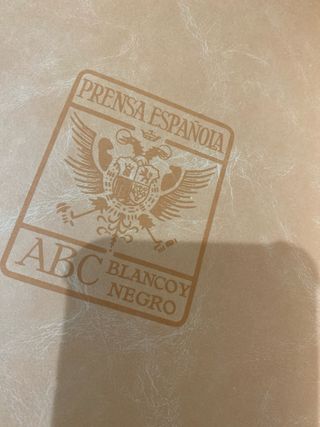 PRENSA ESPAÑOLA
ABC BLANCO Y
NEGRO